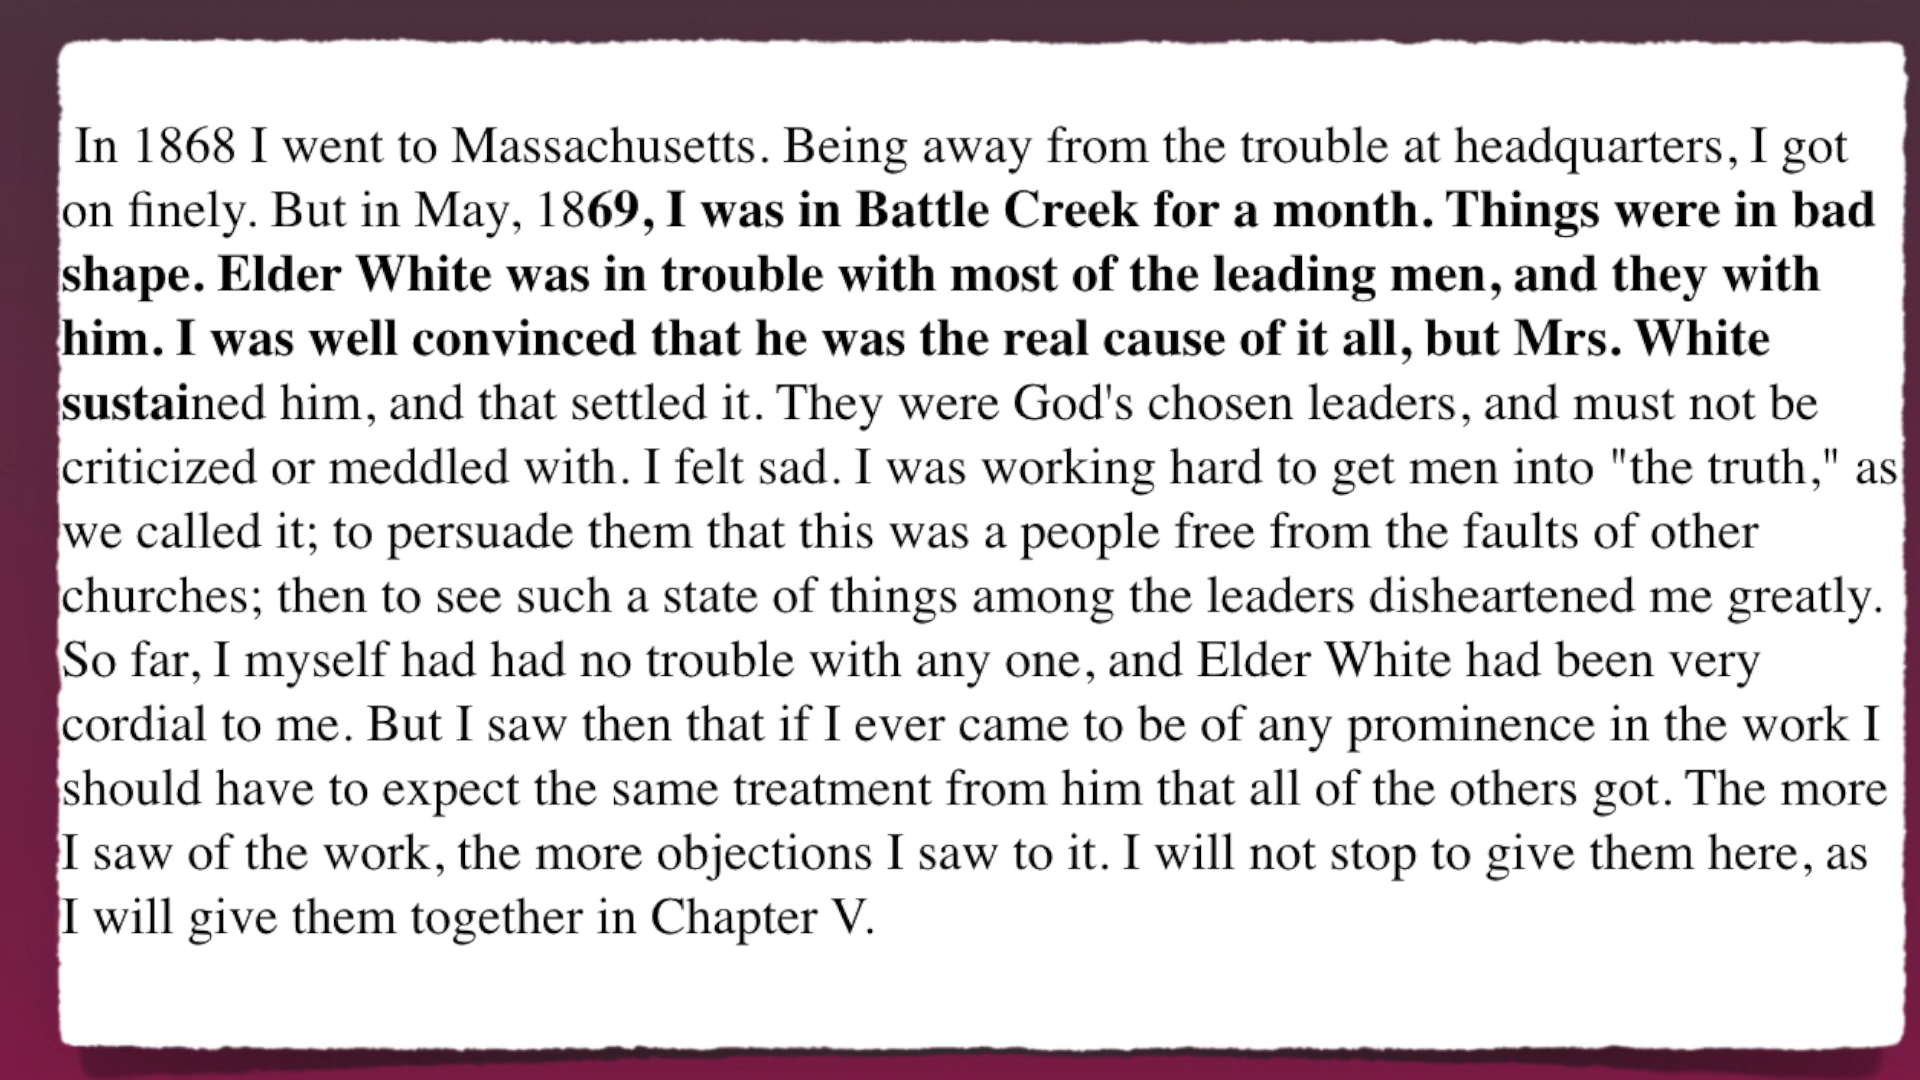 In 1868 I went to Massachusetts. Being away from the trouble at headquarters, I got
on finely. But in May, 1869, I was in Battle Creek for a month. Things were in bad
shape. Elder White was in trouble with most of the leading men, and they with
him. I was well convinced that he was the real cause of it all, but Mrs. White
sustained him, and that settled it. They were God's chosen leaders, and must not be
criticized or meddled with. I felt sad. I was working hard to get men into "the truth," as
we called it; to persuade them that this was a people free from the faults of other
churches; then to see such a state of things among the leaders disheartened me greatly.
So far, I myself had had no trouble with any one, and Elder White had been very
cordial to me. But I saw then that if I ever came to be of any prominence in the work I
should have to expect the same treatment from him that all of the others got. The more
I saw of the work, the more objections I saw to it. I will not stop to give them here, as
I will give them together in Chapter V.